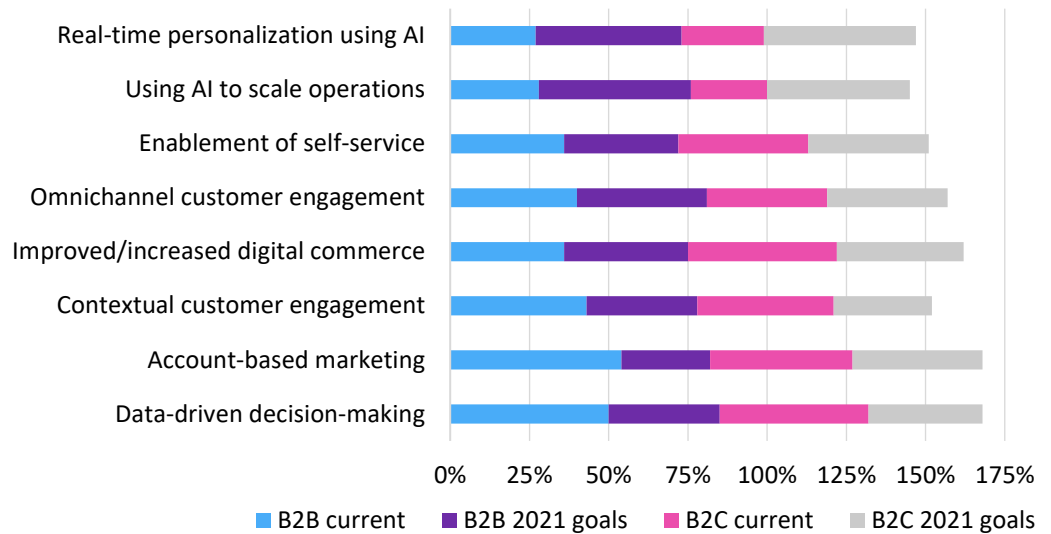 Real-time personalization using AI
Using AI to scale operations
Enablement of self-service
Omnichannel customer engagement
Improved/increased digital commerce
Contextual customer engagement
Account-based marketing
Data-driven decision-making
0% 25% 50% 75% 100% 125% 150% 175%
B2B current B2B 2021 goals B2C current B2C 2021 goals